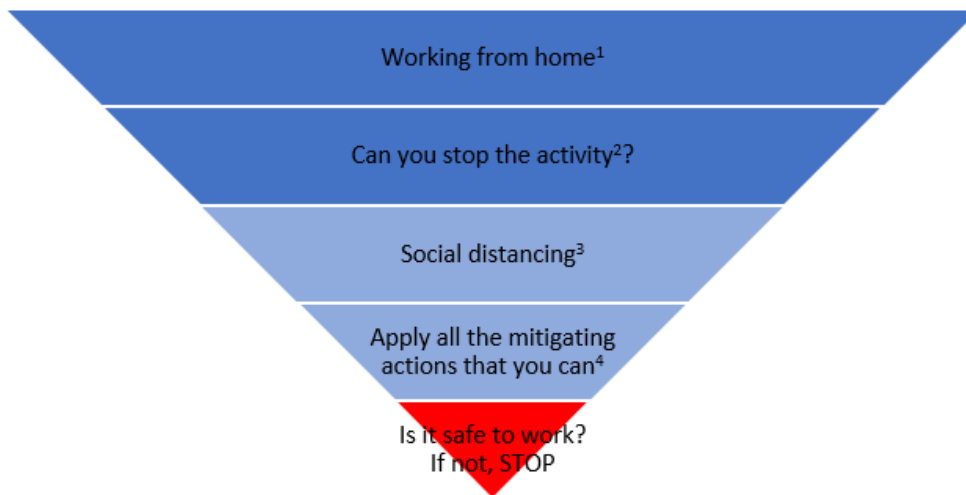 Working from home¹
Can you stop the activity²?
Social distancing³
Apply all the mitigating
actions that you can⁴
Is it safe to work?
If not, STOP